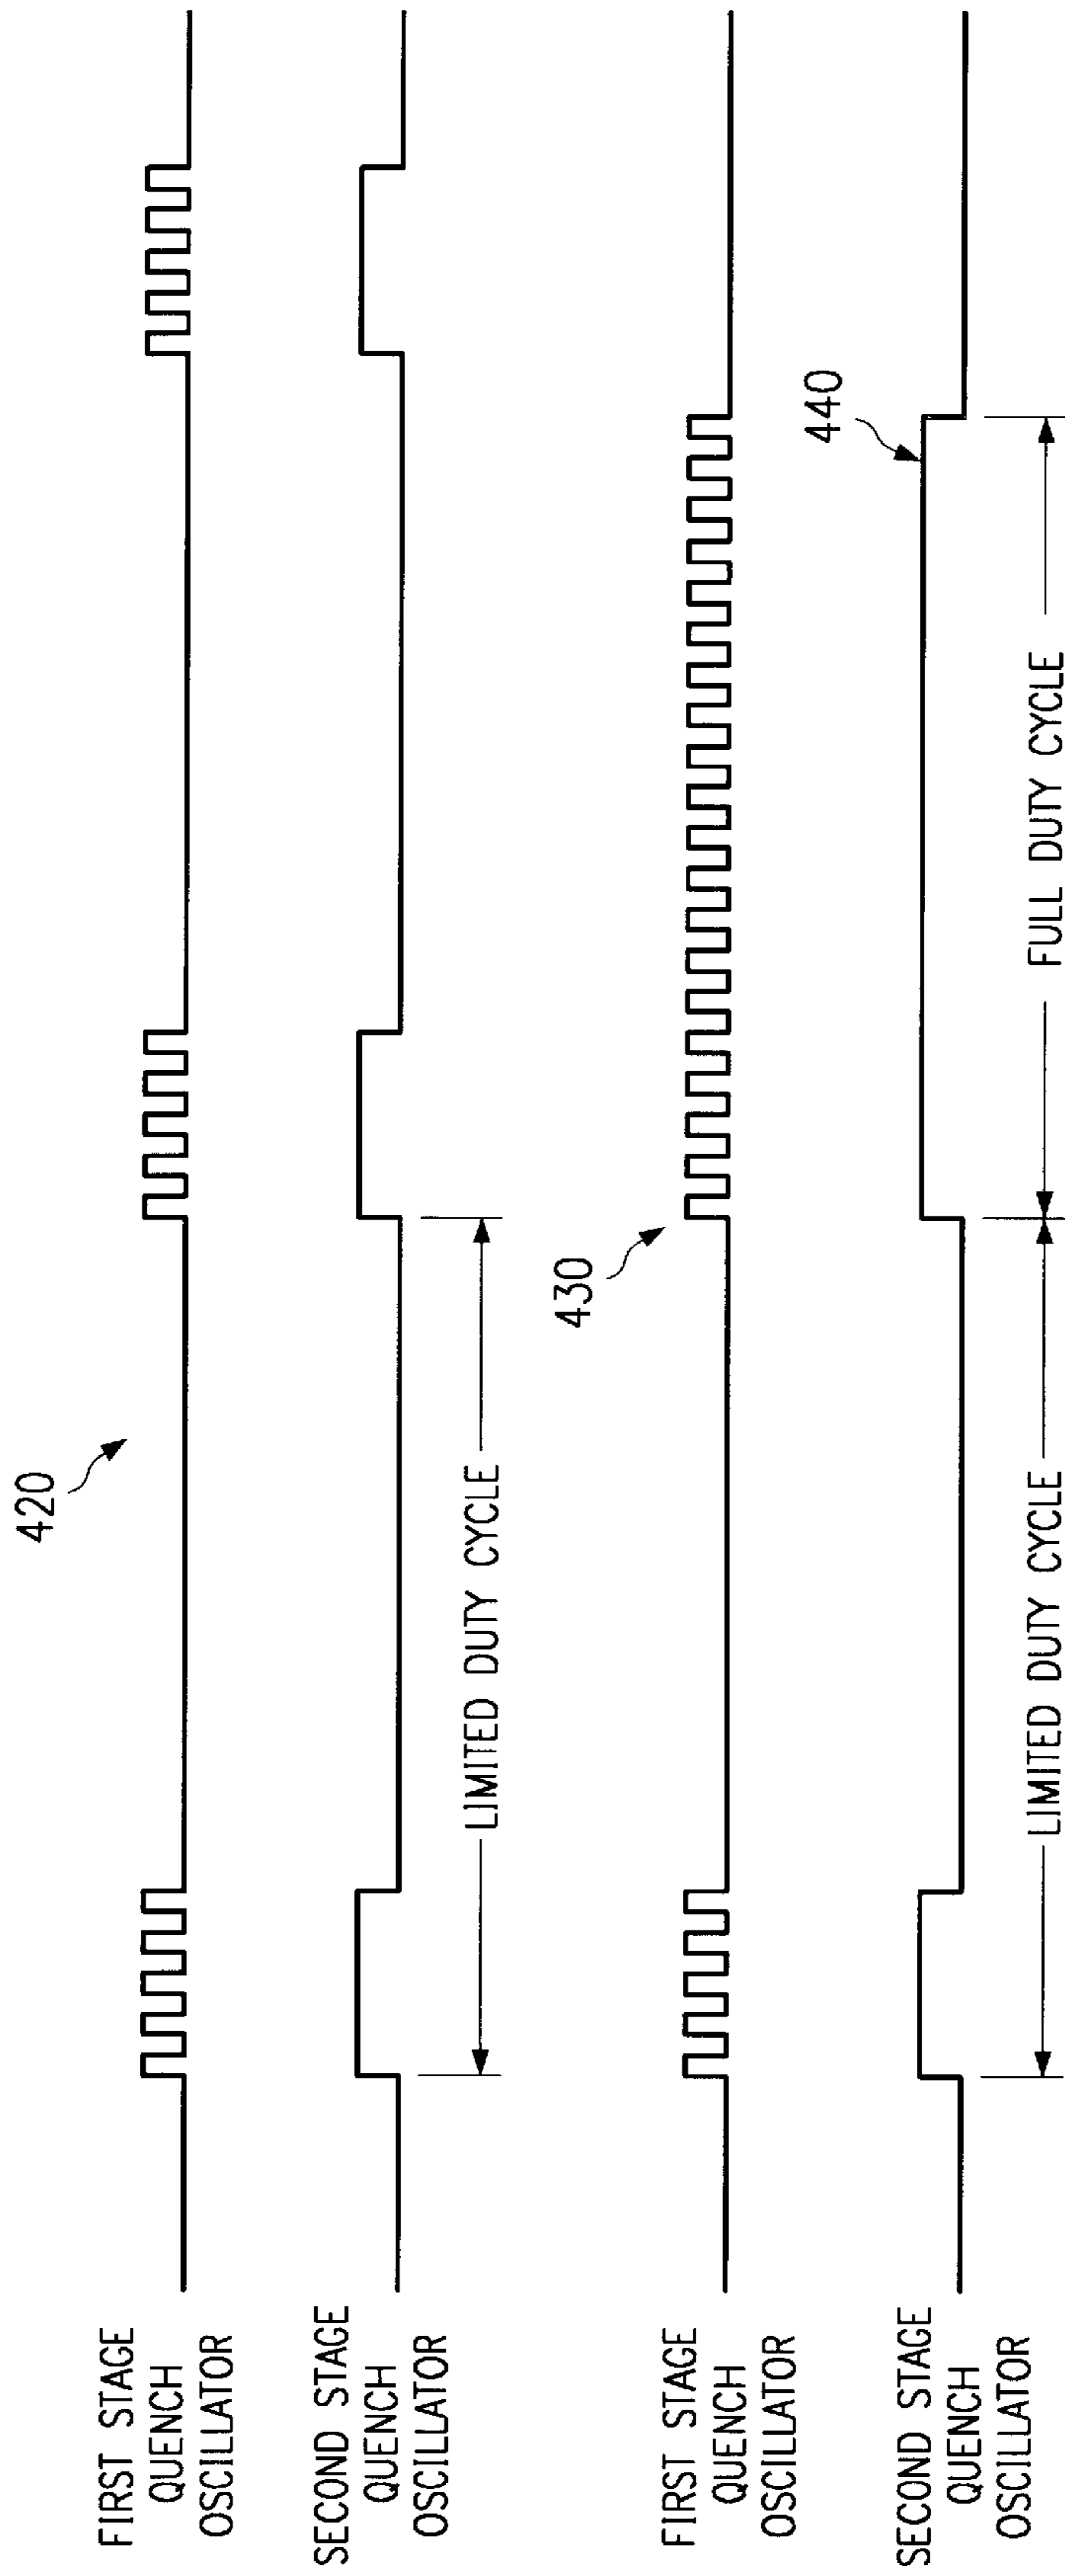 420
FIRST STAGE
QUENCH
OSCILLATOR
SECOND STAGE
QUENCH
OSCILLATOR
LIMITED DUTY CYCLE
430
FIRST STAGE
QUENCH
OSCILLATOR
440
SECOND STAGE
QUENCH
OSCILLATOR
LIMITED DUTY CYCLE
FULL DUTY CYCLE